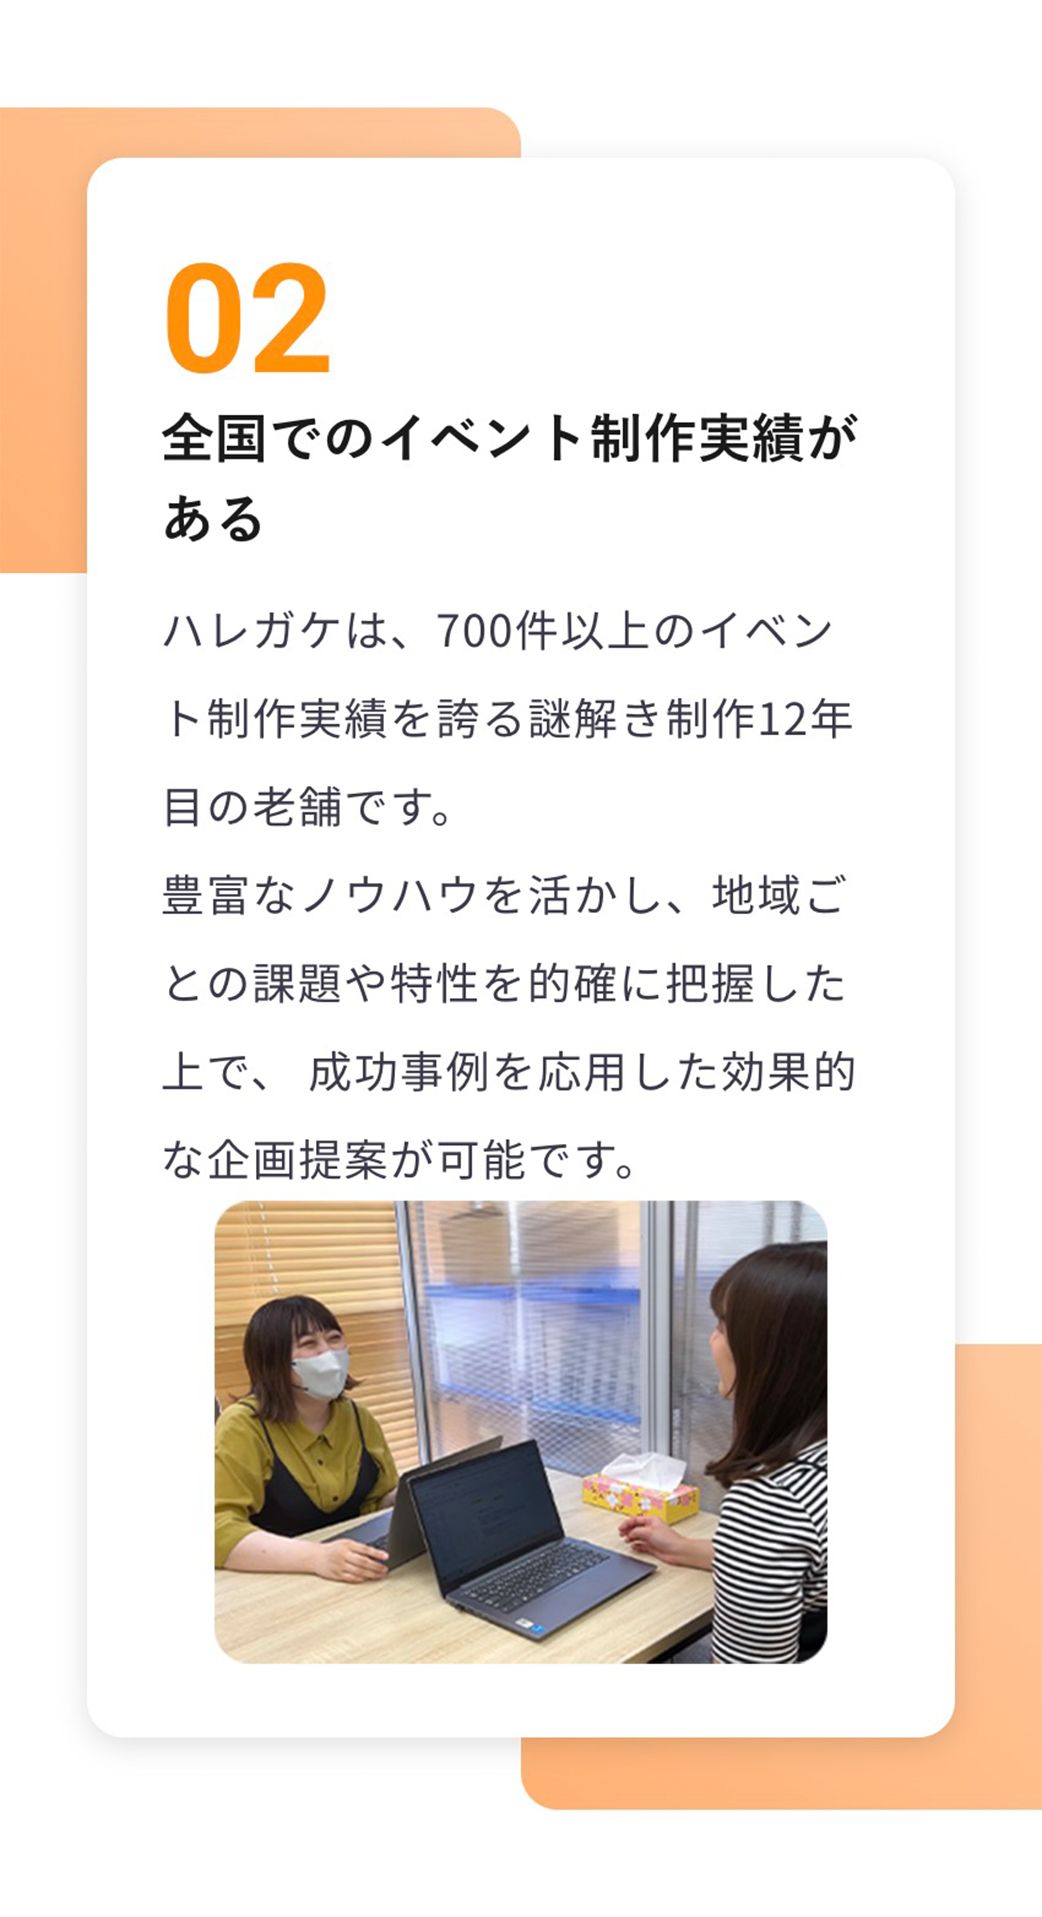 02
全国でのイベント制作実績が
ある
ハレガケは、700件以上のイベン
ト制作実績を誇る謎解き制作12年
目の老舗です。
豊富なノウハウを活かし、地域ご
との課題や特性を的確に把握した
上で、 成功事例を応用した効果的
な企画提案が可能です。